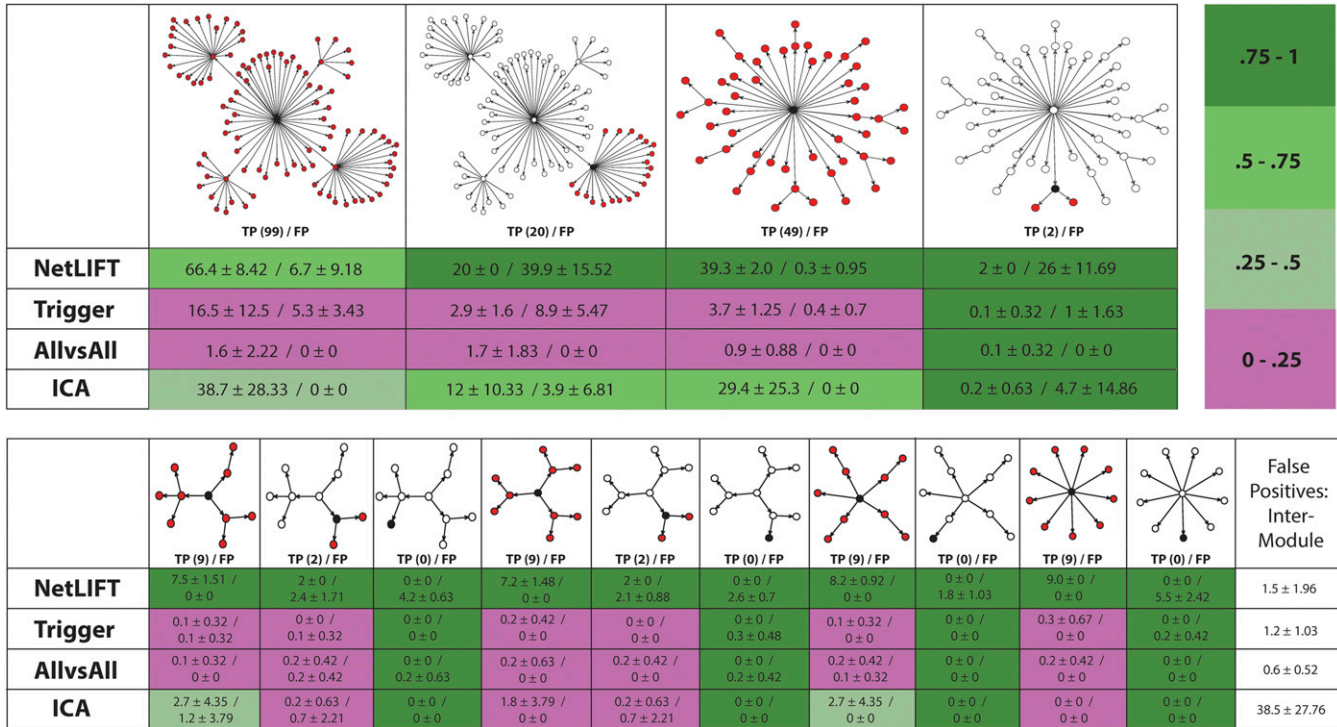 TP (99) / FP TP (20) / FP TP (49) / FP TP (2) / FP
NetLIFT 66.4 ± 8.42 / 6.7 ± 9.18 20 ± 0 / 39.9 ± 15.52 39.3 ± 2.0 / 0.3 ± 0.95 2 ± 0 / 26 ± 11.69
Trigger 16.5 ± 12.5 / 5.3 ± 3.43 2.9 ± 1.6 / 8.9 ± 5.47 3.7 ± 1.25 / 0.4 ± 0.7 0.1 ± 0.32 / 1 ± 1.63
AllvsAll 1.6 ± 2.22 / 0 ± 0 1.7 ± 1.83 / 0 ± 0 0.9 ± 0.88 / 0 ± 0 0.1 ± 0.32 / 0 ± 0
ICA 38.7 ± 28.33 / 0 ± 0 12 ± 10.33 / 3.9 ± 6.81 29.4 ± 25.3 / 0 ± 0 0.2 ± 0.63 / 4.7 ± 14.86
.75 - 1
.5 - .75
.25 - .5
0 - .25
False
Positives:
Inter-
Module
TP (9) / FP TP (2) / FP TP (0) / FP TP (9) / FP TP (2) / FP TP (0) / FP TP (9) / FP TP (0) / FP TP (9) / FP TP (0) / FP
NetLIFT
7.5 ± 1.51 / 2 ± 0 / 0 ± 0 / 7.2 ± 1.48 / 2 ± 0 / 0 ± 0 / 8.2 ± 0.92 / 0 ± 0 / 9.0 ± 0 / 0 ± 0 /
0 ± 0 2.4 ± 1.71 4.2 ± 0.63 0 ± 0 2.1 ± 0.88 2.6 ± 0.7 0 ± 0 1.8 ± 1.03 0 ± 0 5.5 ± 2.42
1.5 ± 1.96
Trigger
0.1 ± 0.32 / 0 ± 0 / 0 ± 0 / 0.2 ± 0.42 / 0 ± 0 / 0 ± 0 / 0.1 ± 0.32 / 0 ± 0 / 0.3 ± 0.67 / 0 ± 0 /
0.1 ± 0.32 0.1 ± 0.32 0 ± 0 0 ± 0 0 ± 0 0.3 ± 0.48 0 ± 0 0 ± 0 0 ± 0 0.2 ± 0.42
1.2 ± 1.03
AllvsAll
0.1 ± 0.32 / 0.2 ± 0.42 / 0 ± 0 / 0.2 ± 0.63 / 0.2 ± 0.42 / 0 ± 0 / 0.2 ± 0.42 / 0 ± 0 / 0.2 ± 0.42 / 0 ± 0 /
0 ± 0 0.2 ± 0.42 0.2 ± 0.63 0 ± 0 0 ± 0 0.2 ± 0.42 0.1 ± 0.32 0 ± 0 0 ± 0 0 ± 0
0.6 ± 0.52
ICA
2.7 ± 4.35 / 0.2 ± 0.63 / 0 ± 0 / 1.8 ± 3.79 / 0.2 ± 0.63 / 0 ± 0 / 2.7 ± 4.35 / 0 ± 0 / 0 ± 0 / 0 ± 0 /
1.2 ± 3.79 0.7 ± 2.21 0 ± 0 0 ± 0 0.7 ± 2.21 0 ± 0 0 ± 0 0 ± 0 0 ± 0 0 ± 0
38.5 ± 27.76